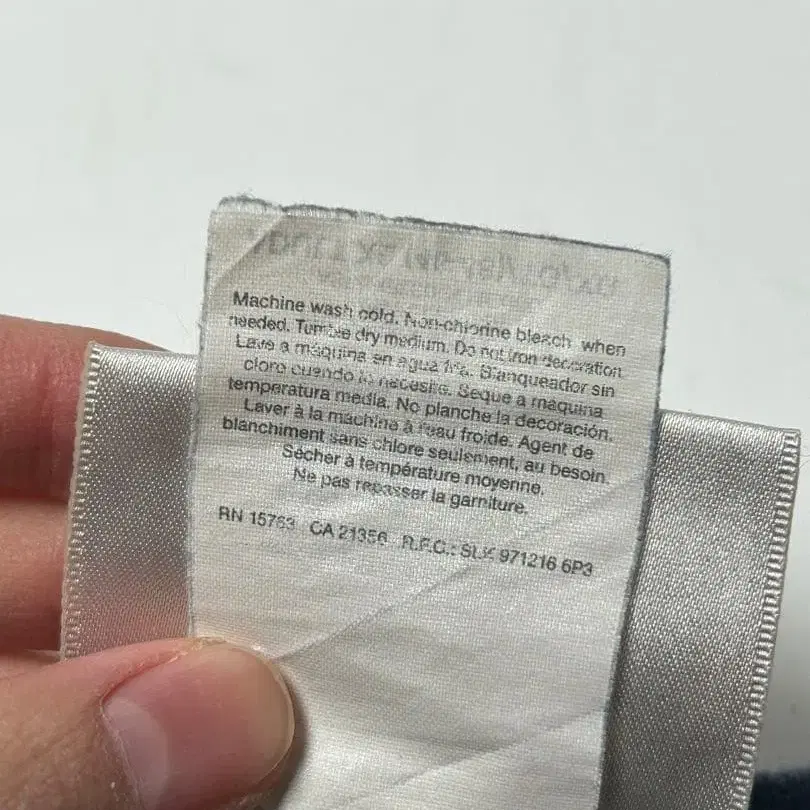 Machine wash cold. Non-chlorine bleach when
needed. Tumble dry medium. Do not iron decoration.
Lave a máquina en agua fría. Blanqueador sin
cloro cuando lo necesite. Seque a máquina
temperatura media. No planche la decoración.
Laver à la machine à l'eau froide. Agent de
blanchiment sans chlore seulement, au besoin.
Sécher à température moyenne.
Ne pas repasser la garniture.
RN 15763 CA 21356 R.F.C.: SLK 971216 6P3